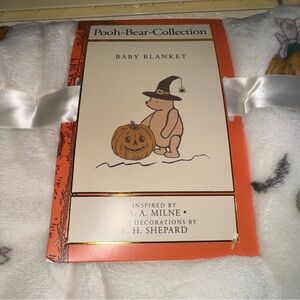 Pooh-Bear-Collection
BABY BLANKET
INSPIRED BY
A. A. MILNE •
DECORATIONS BY
H. SHEPARD